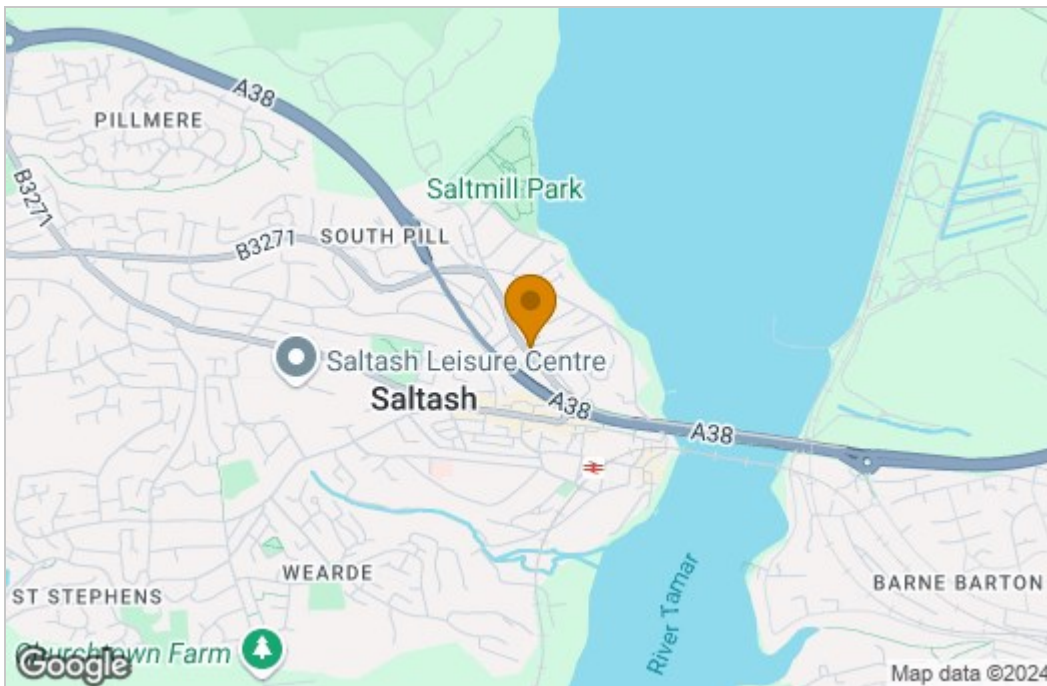 A38
PILLMERE
Saltmill Park
B3271
B3271
SOUTH PILL
Saltash Leisure Centre
Saltash
A38
A38
WEARDE
ST STEPHENS
BARNE BARTON
River Tamar
Churchtown Farm
Google
Map data ©2024